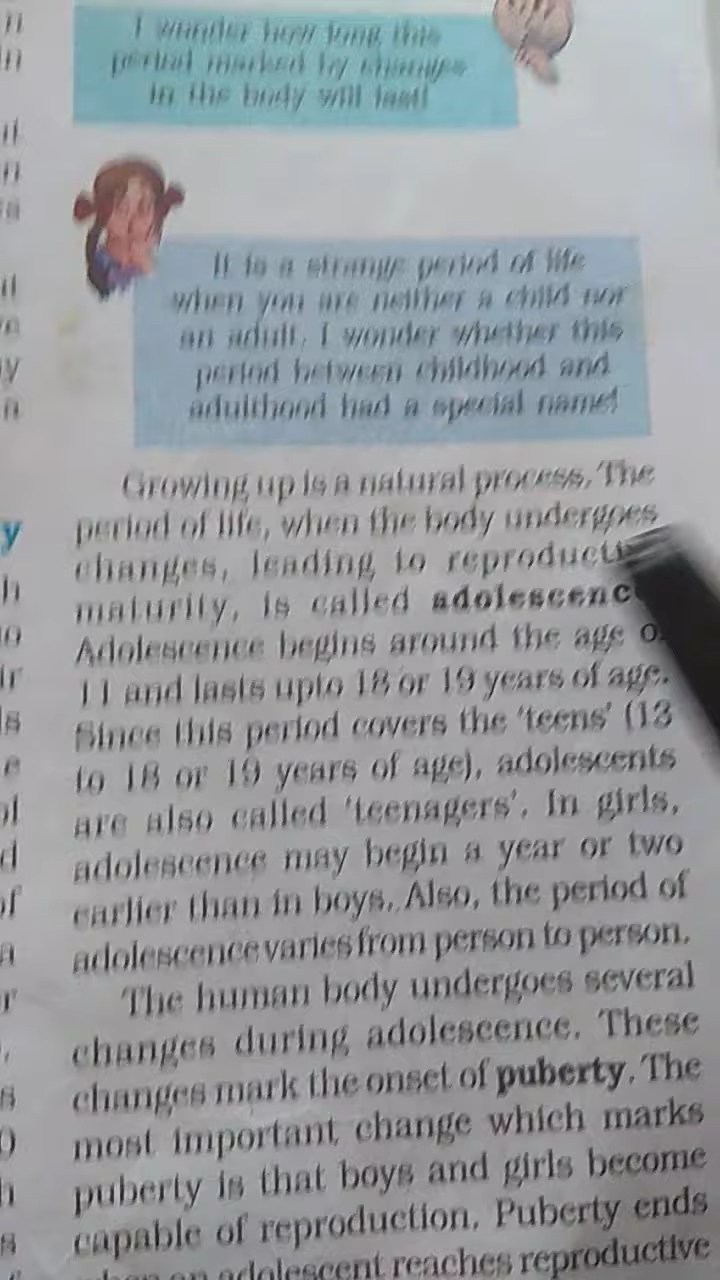 I wonder how long this
period marked by changes
in the body will last!
It is a strange period of life
when you are neither a child nor
an adult. I wonder whether this
period between childhood and
adulthood had a special name!
Growing up is a natural process. The
period of life, when the body undergoes
changes, leading to reproducti
maturity, is called adolescenc
Adolescence begins around the age o
11 and lasts upto 18 or 19 years of age.
Since this period covers the 'teens' (13
to 18 or 19 years of age), adolescents
are also called 'teenagers'. In girls,
adolescence may begin a year or two
earlier than in boys. Also, the period of
adolescence varies from person to person.
The human body undergoes several
changes during adolescence. These
changes mark the onset of puberty. The
most important change which marks
puberty is that boys and girls become
capable of reproduction. Puberty ends
when an adolescent reaches reproductive